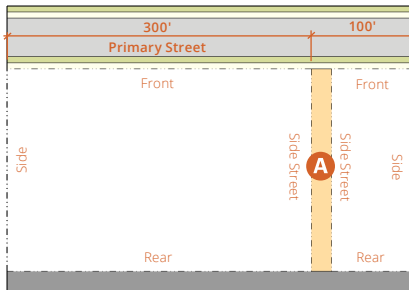 300'
100'
Primary Street
Front
Front
Side
Side Street
A
Side Street
Side
Rear
Rear